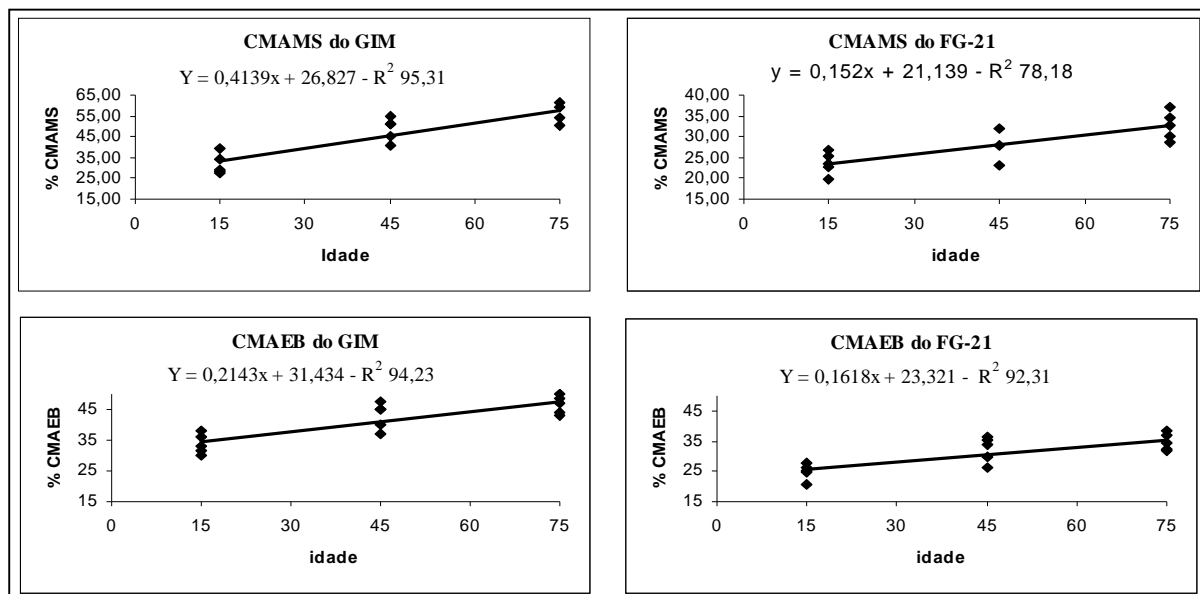 CMAMS do GIM
Y = 0,4139x + 26,827 - R² 95,31
% CMAMS
65,00
55,00
45,00
35,00
25,00
15,00
0 15 30 45 60 75
Idade
CMAMS do FG-21
y = 0,152x + 21,139 - R² 78,18
% CMAMS
40,00
35,00
30,00
25,00
20,00
15,00
0 15 30 45 60 75
idade
CMAEB do GIM
Y = 0,2143x + 31,434 - R² 94,23
% CMAEB
45
35
25
15
0 15 30 45 60 75
idade
CMAEB do FG-21
Y = 0,1618x + 23,321 - R² 92,31
% CMAEB
45
35
25
15
0 15 30 45 60 75
idade